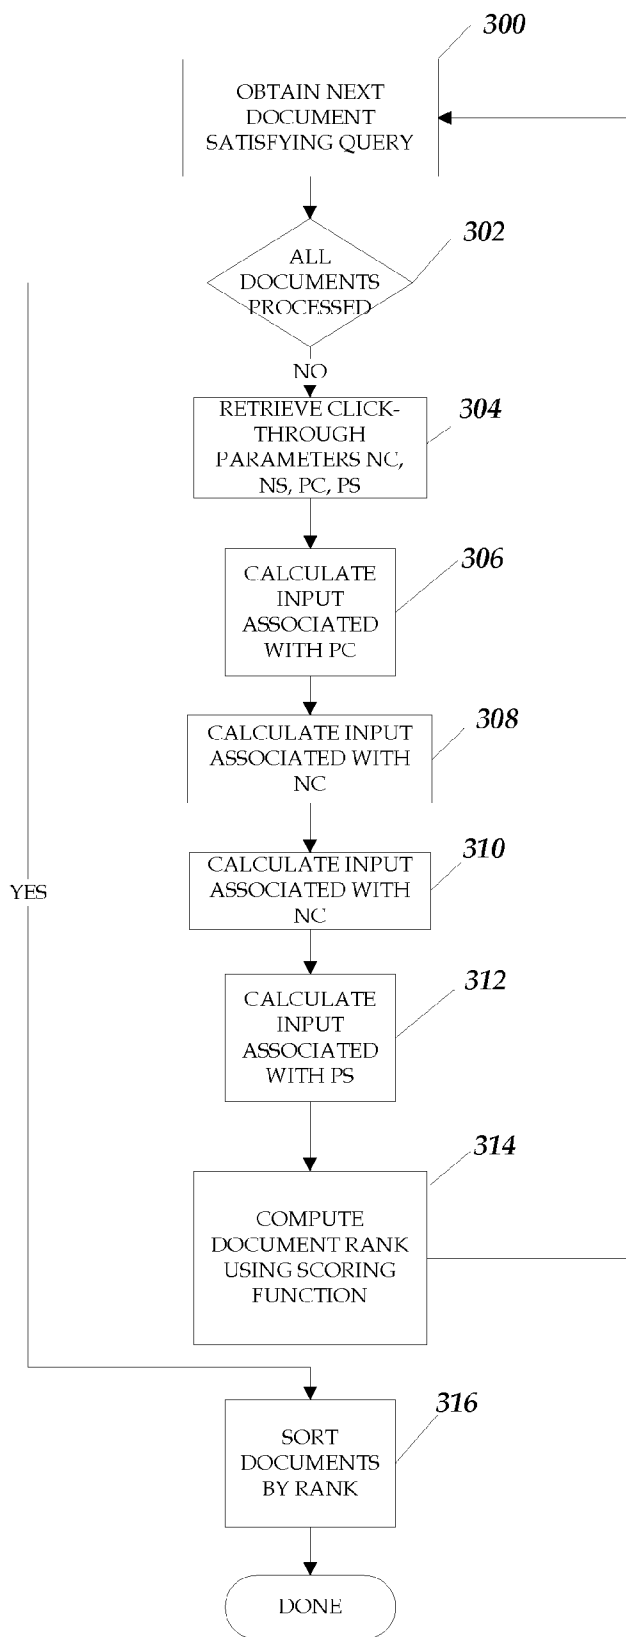 300
OBTAIN NEXT
DOCUMENT
SATISFYING QUERY
302
ALL
DOCUMENTS
PROCESSED
NO
RETRIEVE CLICK-
THROUGH
PARAMETERS NC,
NS, PC, PS
304
CALCULATE
INPUT
ASSOCIATED
WITH PC
306
CALCULATE INPUT
ASSOCIATED WITH
NC
308
CALCULATE INPUT
ASSOCIATED WITH
NC
310
YES
CALCULATE
INPUT
ASSOCIATED
WITH PS
312
COMPUTE
DOCUMENT RANK
USING SCORING
FUNCTION
314
SORT
DOCUMENTS
BY RANK
316
DONE